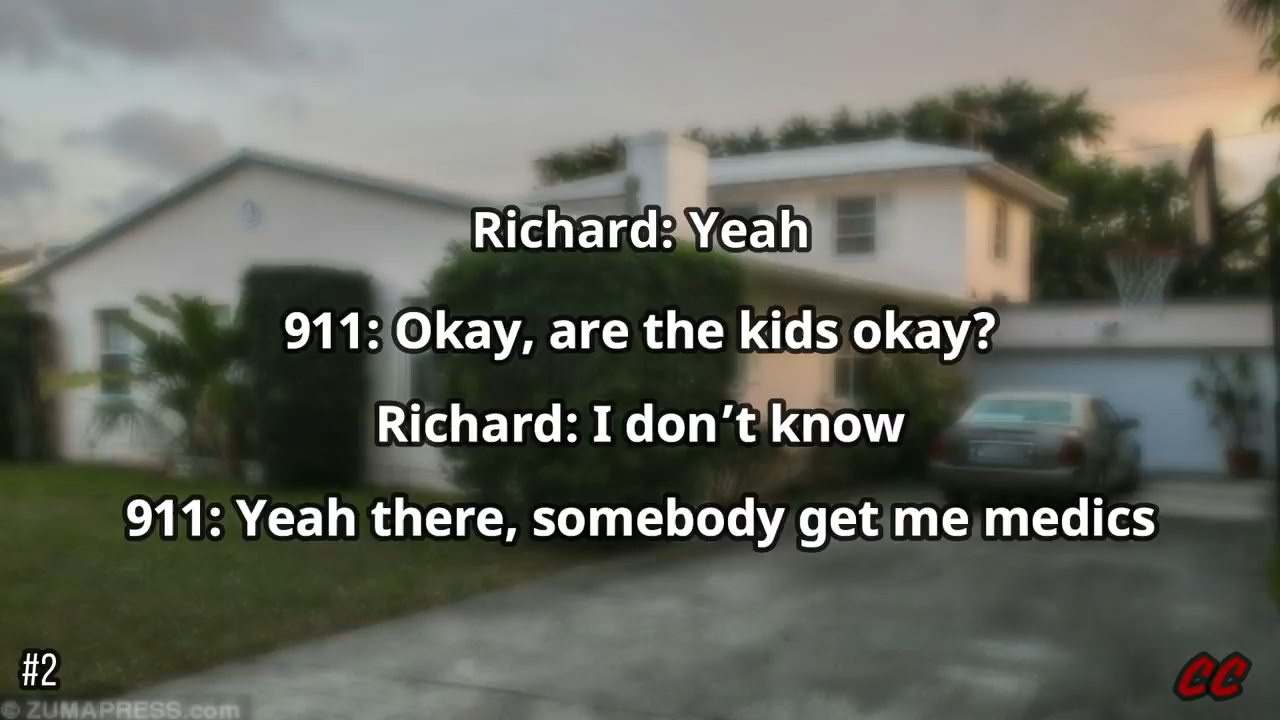 Richard: Yeah
911: Okay, are the kids okay?
Richard: I don’t know
911: Yeah there, somebody get me medics
#2
CC
© ZUMAPRESS.com